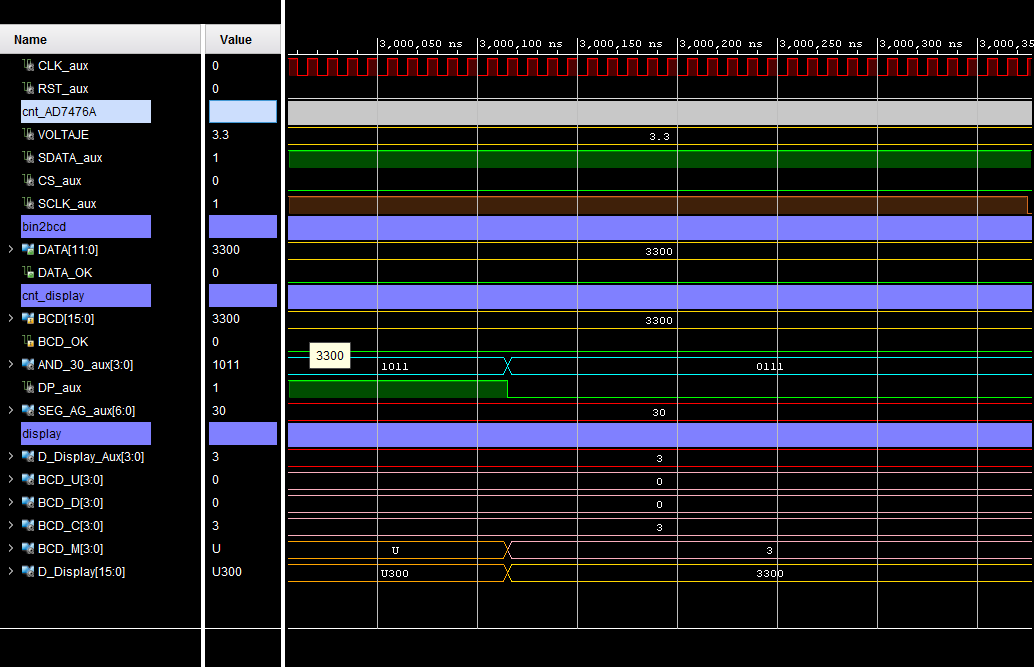 Name Value
3,000,050 ns 3,000,100 ns 3,000,150 ns 3,000,200 ns 3,000,250 ns 3,000,300 ns 3,000,35
CLK_aux 0
RST_aux 0
cnt_AD7476A
VOLTAJE 3.3 3.3
SDATA_aux 1
CS_aux 0
SCLK_aux 1
bin2bcd
DATA[11:0] 3300 3300
DATA_OK 0
cnt_display
BCD[15:0] 3300 3300
BCD_OK 0
3300
AND_30_aux[3:0] 1011 1011 0111
DP_aux 1
SEG_AG_aux[6:0] 30 30
display
D_Display_Aux[3:0] 3 3
BCD_U[3:0] 0 0
BCD_D[3:0] 0 0
BCD_C[3:0] 3 3
BCD_M[3:0] U U 3
D_Display[15:0] U300 U300 3300